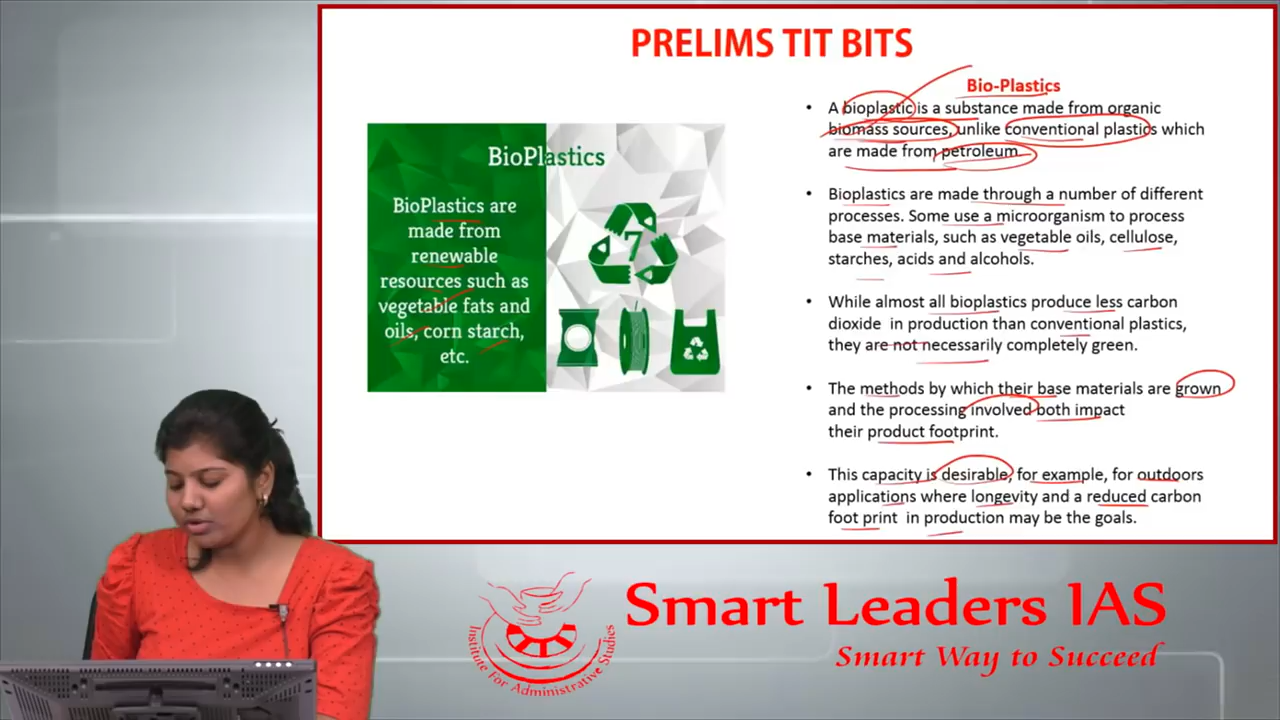 PRELIMS TIT BITS
BioPlastics
BioPlastics are
made from
renewable
resources such as
vegetable fats and
oils, corn starch,
etc.
7
Bio-Plastics
• A bioplastic is a substance made from organic
biomass sources, unlike conventional plastics which
are made from petroleum
• Bioplastics are made through a number of different
processes. Some use a microorganism to process
base materials, such as vegetable oils, cellulose,
starches, acids and alcohols.
• While almost all bioplastics produce less carbon
dioxide in production than conventional plastics,
they are not necessarily completely green.
• The methods by which their base materials are grown
and the processing involved both impact
their product footprint.
• This capacity is desirable, for example, for outdoors
applications where longevity and a reduced carbon
foot print in production may be the goals.
Institute For Administrative Studies
Smart Leaders IAS
Smart Way to Succeed